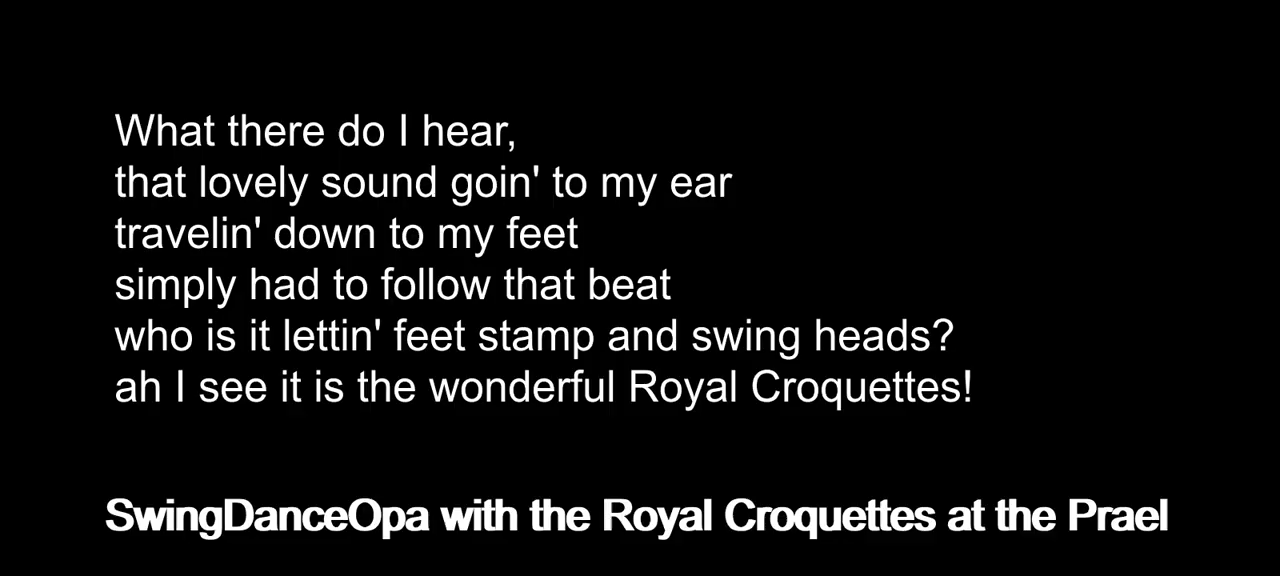 What there do I hear,
that lovely sound goin' to my ear
travelin' down to my feet
simply had to follow that beat
who is it lettin' feet stamp and swing heads?
ah I see it is the wonderful Royal Croquettes!
SwingDanceOpa with the Royal Croquettes at the Prael